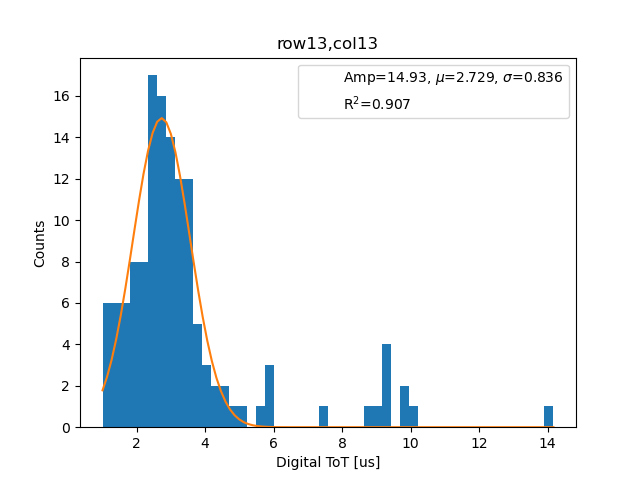 row13,col13
Amp=14.93, μ=2.729, σ=0.836
R²=0.907
Counts
16
14
12
10
8
6
4
2
0
2 4 6 8 10 12 14
Digital ToT [us]